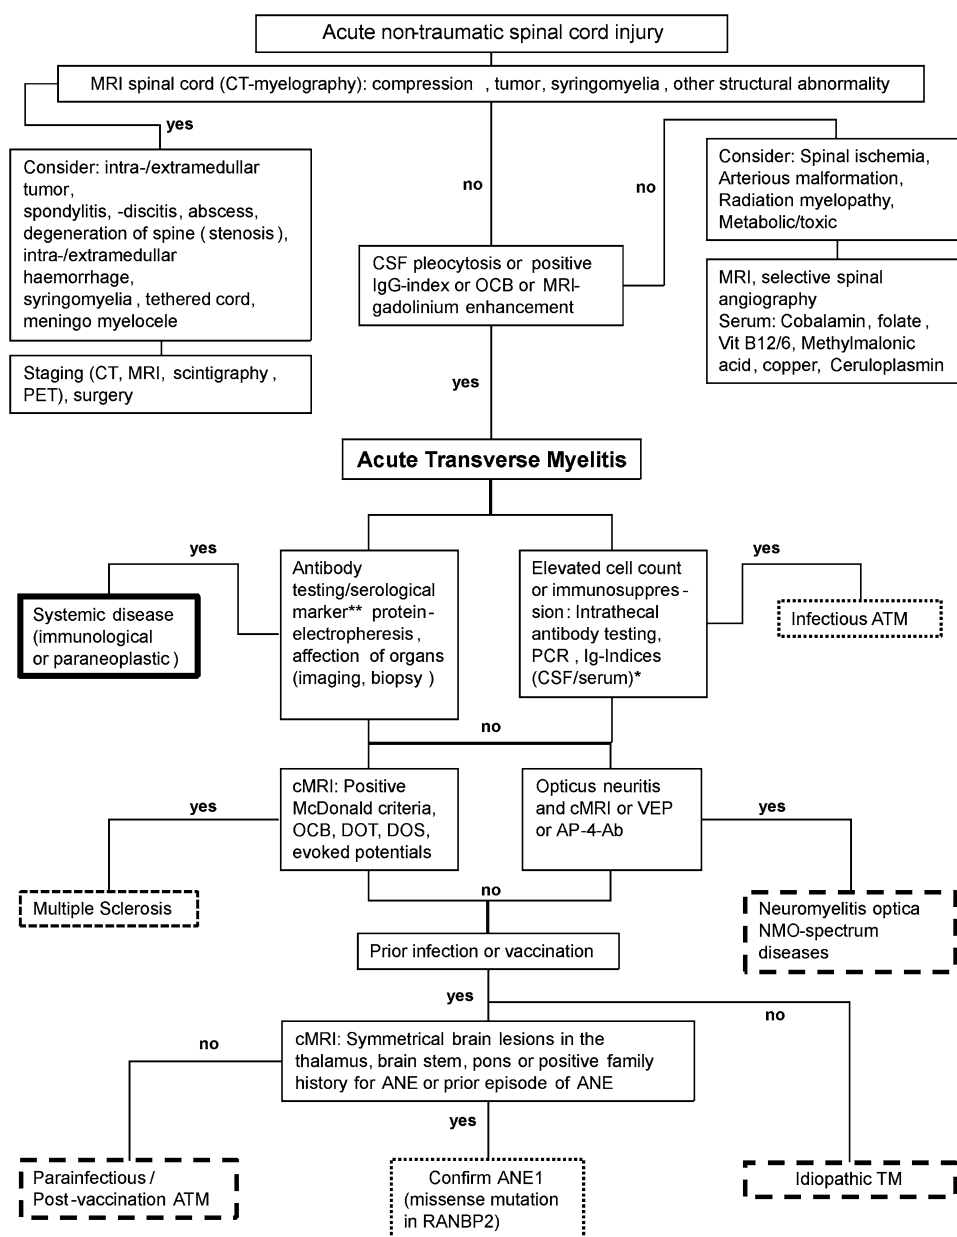 Acute non-traumatic spinal cord injury
MRI spinal cord (CT-myelography): compression , tumor, syringomyelia , other structural abnormality
yes
Consider: intra-/extramedullar
tumor,
spondylitis, -discitis, abscess,
degeneration of spine ( stenosis),
intra-/extramedullar
haemorrhage,
syringomyelia , tethered cord,
meningo myelocele
Staging (CT, MRI, scintigraphy ,
PET), surgery
no
no
Consider: Spinal ischemia,
Arterious malformation,
Radiation myelopathy,
Metabolic/toxic
MRI, selective spinal
angiography
Serum: Cobalamin, folate ,
Vit B12/6, Methylmalonic
acid , copper, Ceruloplasmin
CSF pleocytosis or positive
IgG-index or OCB or MRI-
gadolinium enhancement
yes
Acute Transverse Myelitis
yes
Systemic disease
(immunological
or paraneoplastic )
Antibody
testing/serological
marker** protein-
electropheresis ,
affection of organs
(imaging, biopsy )
Elevated cell count
or immunosuppres -
sion : Intrathecal
antibody testing,
PCR , Ig-Indices
(CSF/serum)*
yes
Infectious ATM
no
yes
cMRI: Positive
McDonald criteria,
OCB, DOT, DOS,
evoked potentials
Opticus neuritis
and cMRI or VEP
or AP-4-Ab
yes
Multiple Sclerosis
no
Neuromyelitis optica
NMO-spectrum
diseases
Prior infection or vaccination
yes
no
no
cMRI: Symmetrical brain lesions in the
thalamus, brain stem, pons or positive family
history for ANE or prior episode of ANE
yes
Parainfectious /
Post-vaccination ATM
Confirm ANE1
(missense mutation
in RANBP2)
Idiopathic TM